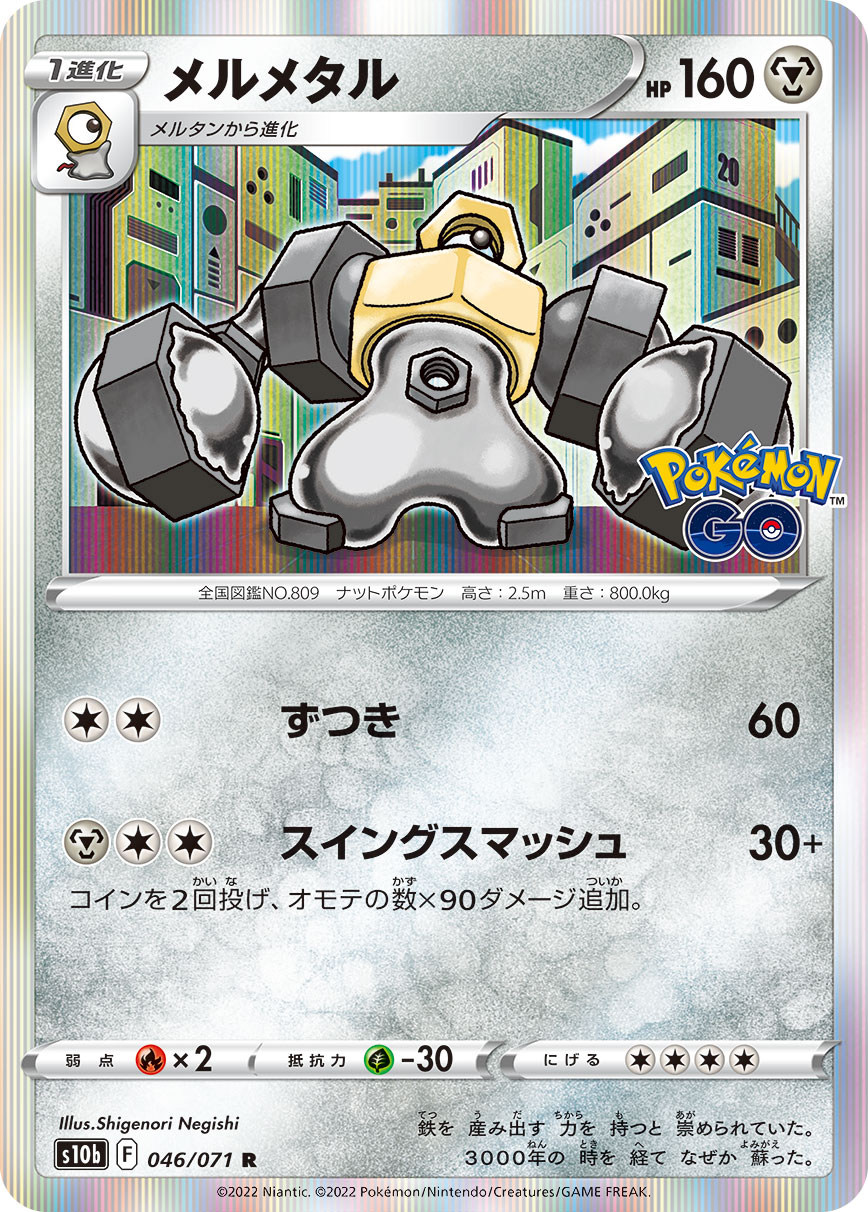 1進化
メルメタル
HP 160
メルタンから進化
20
Pokémon
GO
TM
全国図鑑NO.809 ナットポケモン 高さ：2.5m 重さ：800.0kg
ずつき 60
スイングスマッシュ 30+
コインを2回投げ、オモテの数×90ダメージ追加。
弱点 ×2 抵抗力 -30 にげる
Illus.Shigenori Negishi
鉄を 産み出す 力を 持つと 崇められていた。
3000年の 時を 経て なぜか 蘇った。
s10b F 046/071 R
©2022 Niantic. ©2022 Pokémon/Nintendo/Creatures/GAME FREAK.